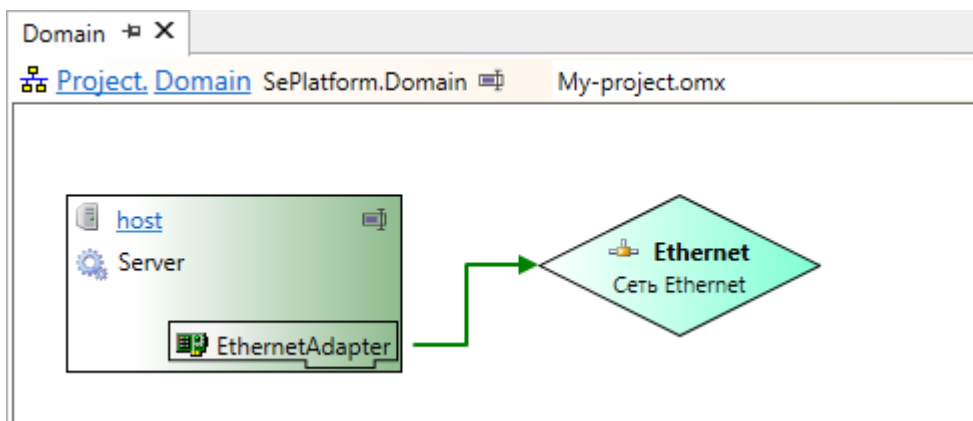 Domain
Project. Domain SePlatform.Domain My-project.omx
host
Server
EthernetAdapter
Ethernet
Сеть Ethernet